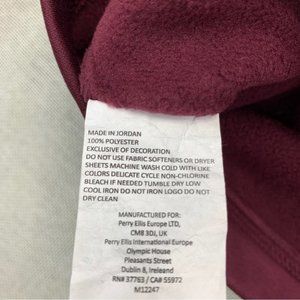 MADE IN JORDAN
100% POLYESTER
EXCLUSIVE OF DECORATION
DO NOT USE FABRIC SOFTENERS OR DRYER
SHEETS MACHINE WASH COLD WITH LIKE
COLORS DELICATE CYCLE NON-CHLORINE
BLEACH IF NEEDED TUMBLE DRY LOW
COOL IRON DO NOT IRON LOGO DO NOT
DRY CLEAN
MANUFACTURED FOR:
Perry Ellis Europe LTD,
CM8 3DJ, UK
Perry Ellis International Europe
Olympic House
Pleasants Street
Dublin 8, Ireleand
RN# 37763 / CA# 55972
M12247